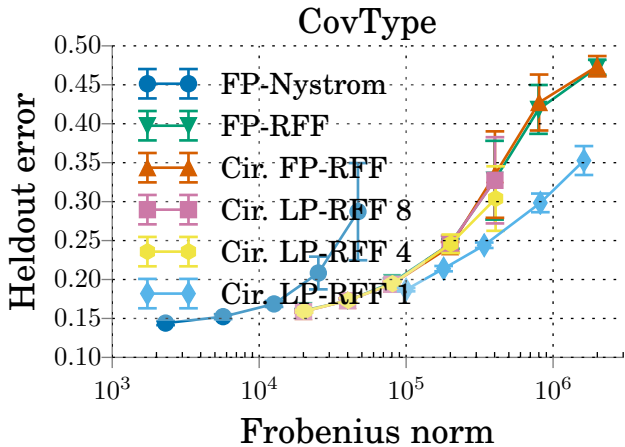 CovType
0.50
0.45
0.40
0.35
0.30
0.25
0.20
0.15
0.10
Heldout error
FP-Nystrom
FP-RFF
Cir. FP-RFF
Cir. LP-RFF 8
Cir. LP-RFF 4
Cir. LP-RFF 1
10^3
10^4
10^5
10^6
Frobenius norm